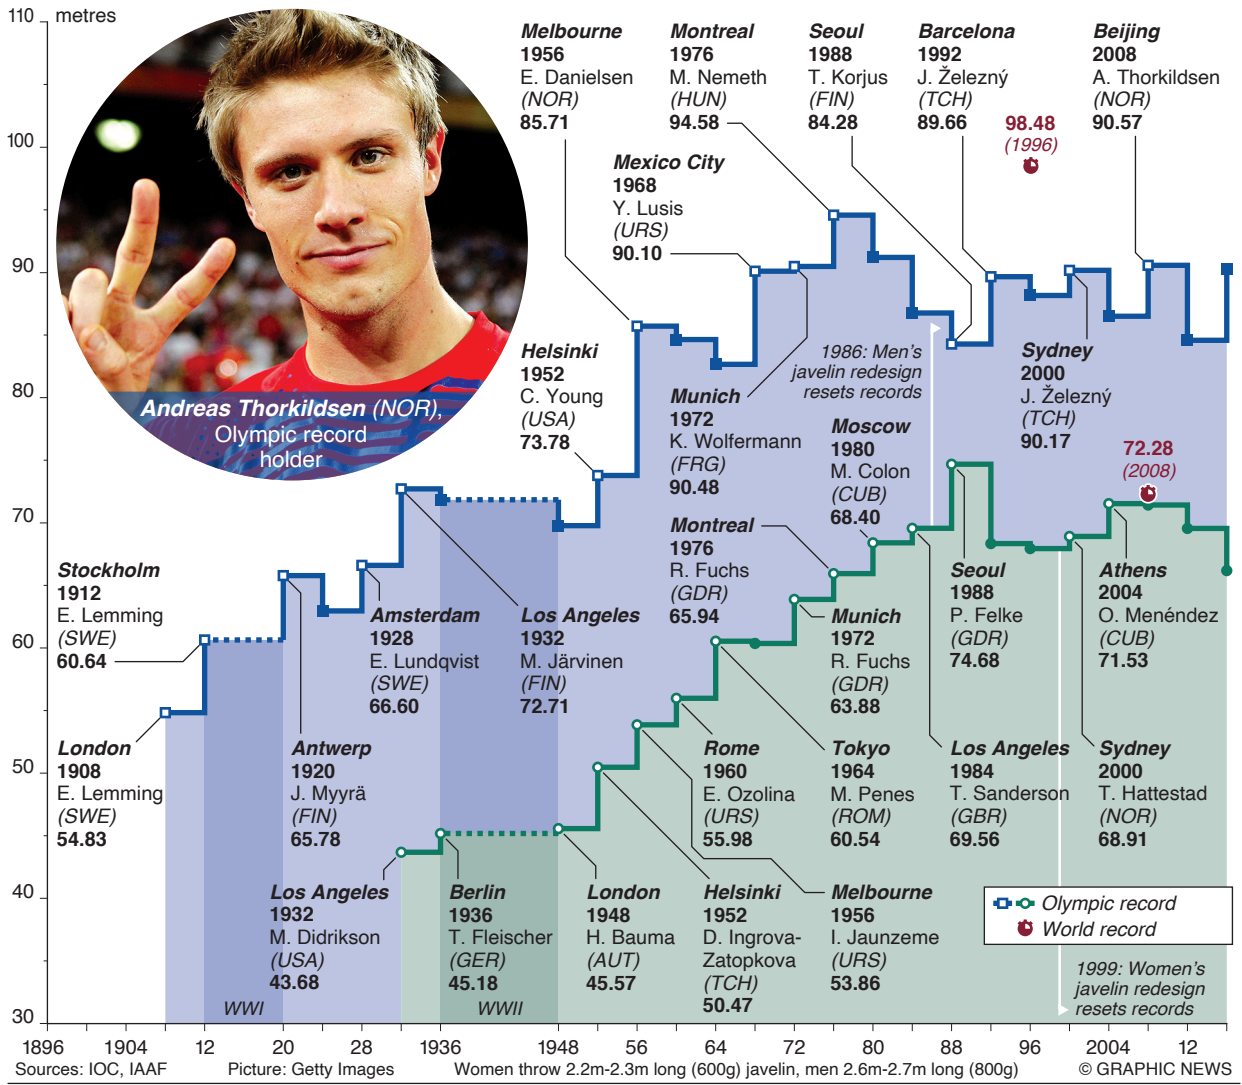 110 metres
100
90
80
70
60
50
40
30
Andreas Thorkildsen (NOR),
Olympic record
holder
Melbourne
1956
E. Danielsen
(NOR)
85.71
Montreal
1976
M. Nemeth
(HUN)
94.58
Seoul
1988
T. Korjus
(FIN)
84.28
Barcelona
1992
J. Železný
(TCH)
89.66
98.48
(1996)
Beijing
2008
A. Thorkildsen
(NOR)
90.57
Mexico City
1968
Y. Lusis
(URS)
90.10
Helsinki
1952
C. Young
(USA)
73.78
Munich
1972
K. Wolfermann
(FRG)
90.48
1986: Men's
javelin redesign
resets records
Sydney
2000
J. Železný
(TCH)
90.17
Moscow
1980
M. Colon
(CUB)
68.40
72.28
(2008)
Montreal
1976
R. Fuchs
(GDR)
65.94
Stockholm
1912
E. Lemming
(SWE)
60.64
Amsterdam
1928
E. Lundqvist
(SWE)
66.60
Los Angeles
1932
M. Järvinen
(FIN)
72.71
Munich
1972
R. Fuchs
(GDR)
63.88
Seoul
1988
P. Felke
(GDR)
74.68
Athens
2004
O. Menéndez
(CUB)
71.53
London
1908
E. Lemming
(SWE)
54.83
Antwerp
1920
J. Myyrä
(FIN)
65.78
Rome
1960
E. Ozolina
(URS)
55.98
Tokyo
1964
M. Penes
(ROM)
60.54
Los Angeles
1984
T. Sanderson
(GBR)
69.56
Sydney
2000
T. Hattestad
(NOR)
68.91
Los Angeles
1932
M. Didrikson
(USA)
43.68
Berlin
1936
T. Fleischer
(GER)
45.18
London
1948
H. Bauma
(AUT)
45.57
Helsinki
1952
D. Ingrova-
Zatopkova
(TCH)
50.47
Melbourne
1956
I. Jaunzeme
(URS)
53.86
Olympic record
World record
1999: Women's
javelin redesign
resets records
WWI
WWII
1896 1904 12 20 28 1936 1948 56 64 72 80 88 96 2004 12
Sources: IOC, IAAF Picture: Getty Images Women throw 2.2m-2.3m long (600g) javelin, men 2.6m-2.7m long (800g) © GRAPHIC NEWS